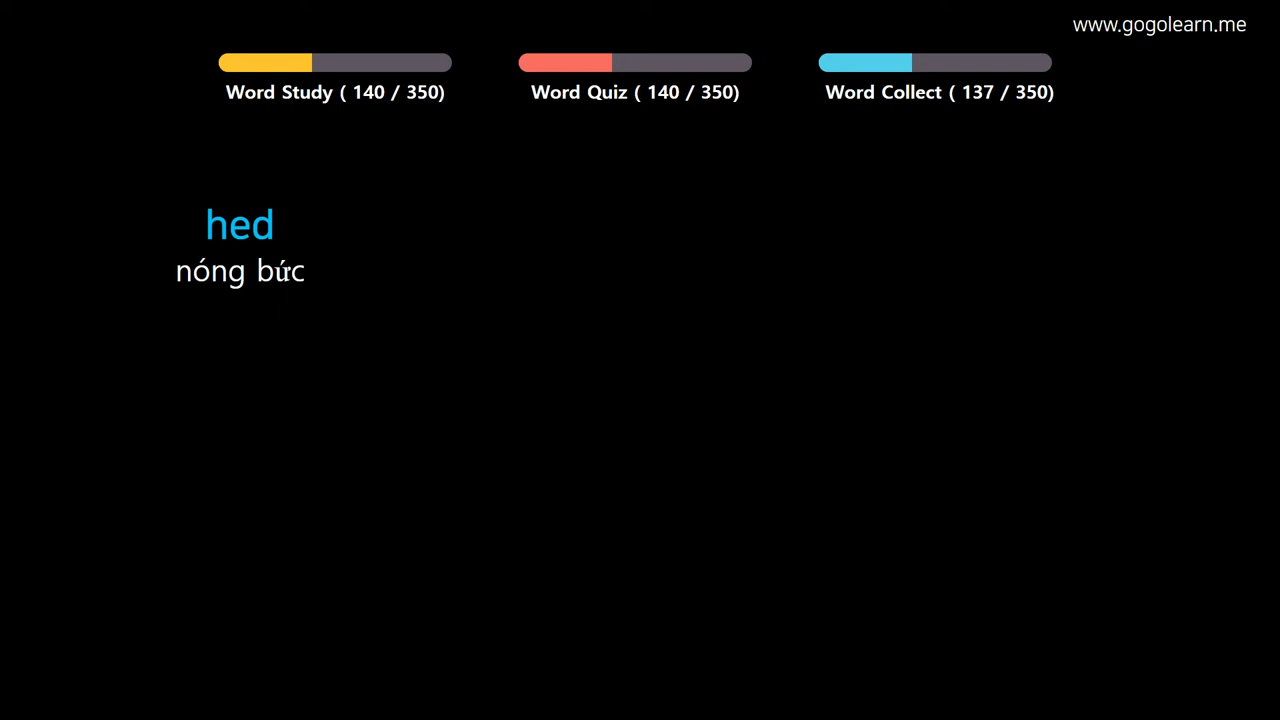 www.gogolearn.me
Word Study ( 140 / 350)
Word Quiz ( 140 / 350)
Word Collect ( 137 / 350)
hed
nóng bức